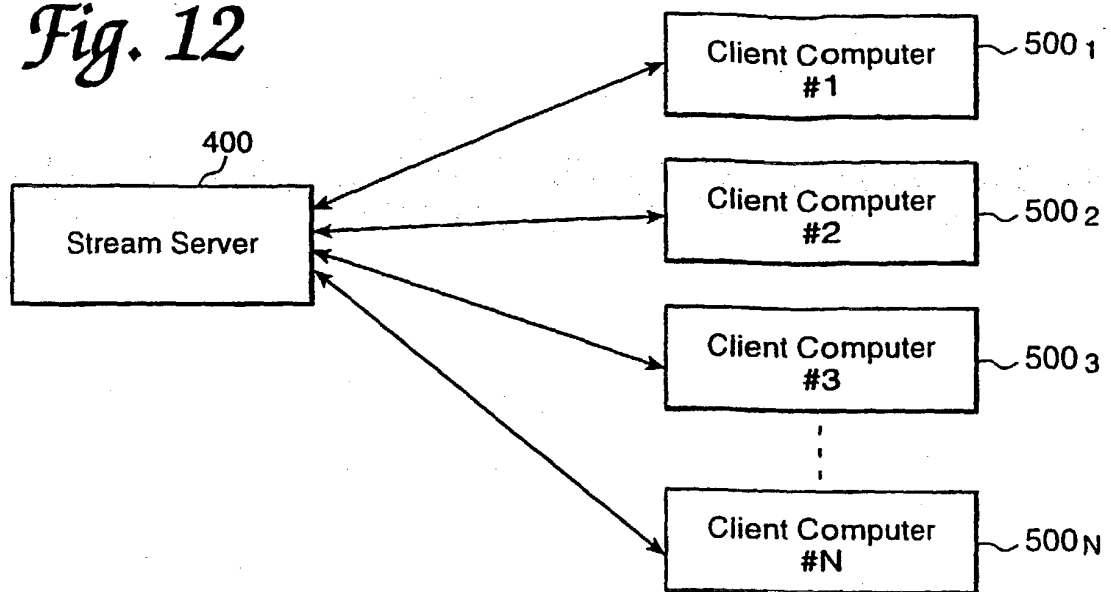 Fig. 12
400
Stream Server
Client Computer
#1
500 1
Client Computer
#2
500 2
Client Computer
#3
500 3
Client Computer
#N
500 N